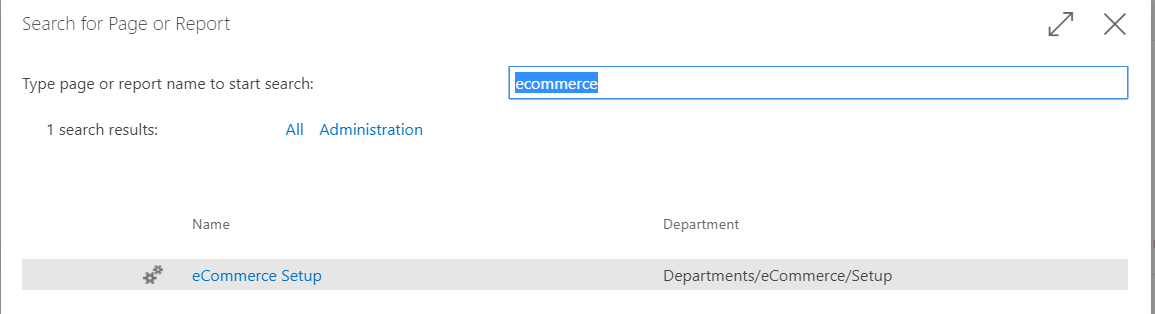 Search for Page or Report
Type page or report name to start search: ecommerce
1 search results: All Administration
Name Department
eCommerce Setup Departments/eCommerce/Setup